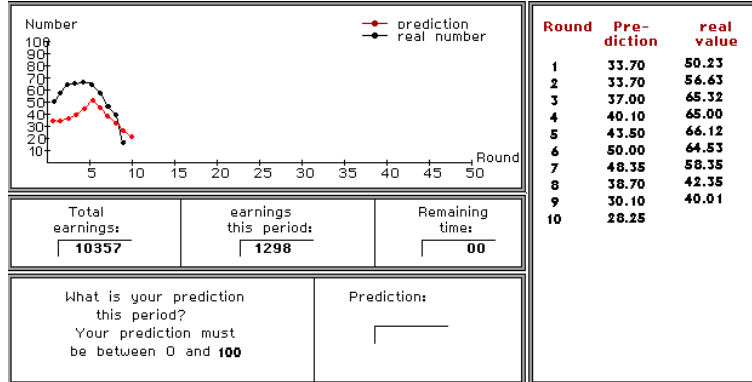 Number
prediction
real number
100
90
80
70
60
50
40
30
20
10
5 10 15 20 25 30 35 40 45 50
Round
Total earnings:
10357
earnings this period:
1298
Remaining time:
00
What is your prediction
this period?
Your prediction must
be between 0 and 100
Prediction:
Round Pre- real
diction value
1 33.70 50.23
2 33.70 56.63
3 37.00 65.32
4 40.10 65.00
5 43.50 66.12
6 50.00 64.53
7 48.35 58.35
8 38.70 42.35
9 30.10 40.01
10 28.25